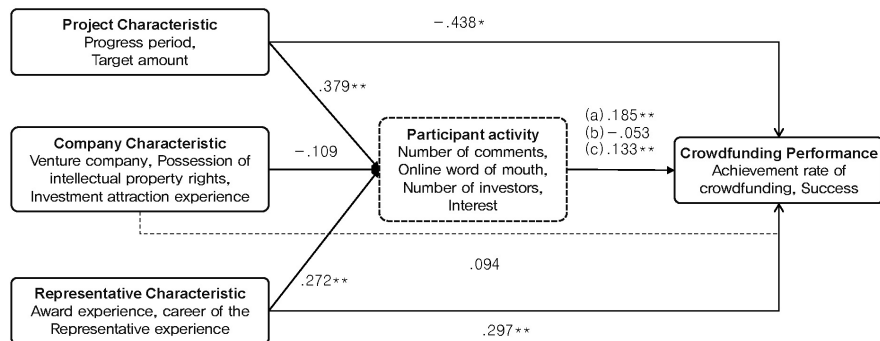 Project Characteristic
Progress period,
Target amount
-.438*
.379**
Company Characteristic
Venture company, Possession of
intellectual property rights,
Investment attraction experience
-.109
Participant activity
Number of comments,
Online word of mouth,
Number of investors,
Interest
(a).185**
(b)-.053
(c).133**
Crowdfunding Performance
Achievement rate of
crowdfunding, Success
.094
.272**
Representative Characteristic
Award experience, career of the
Representative experience
.297**